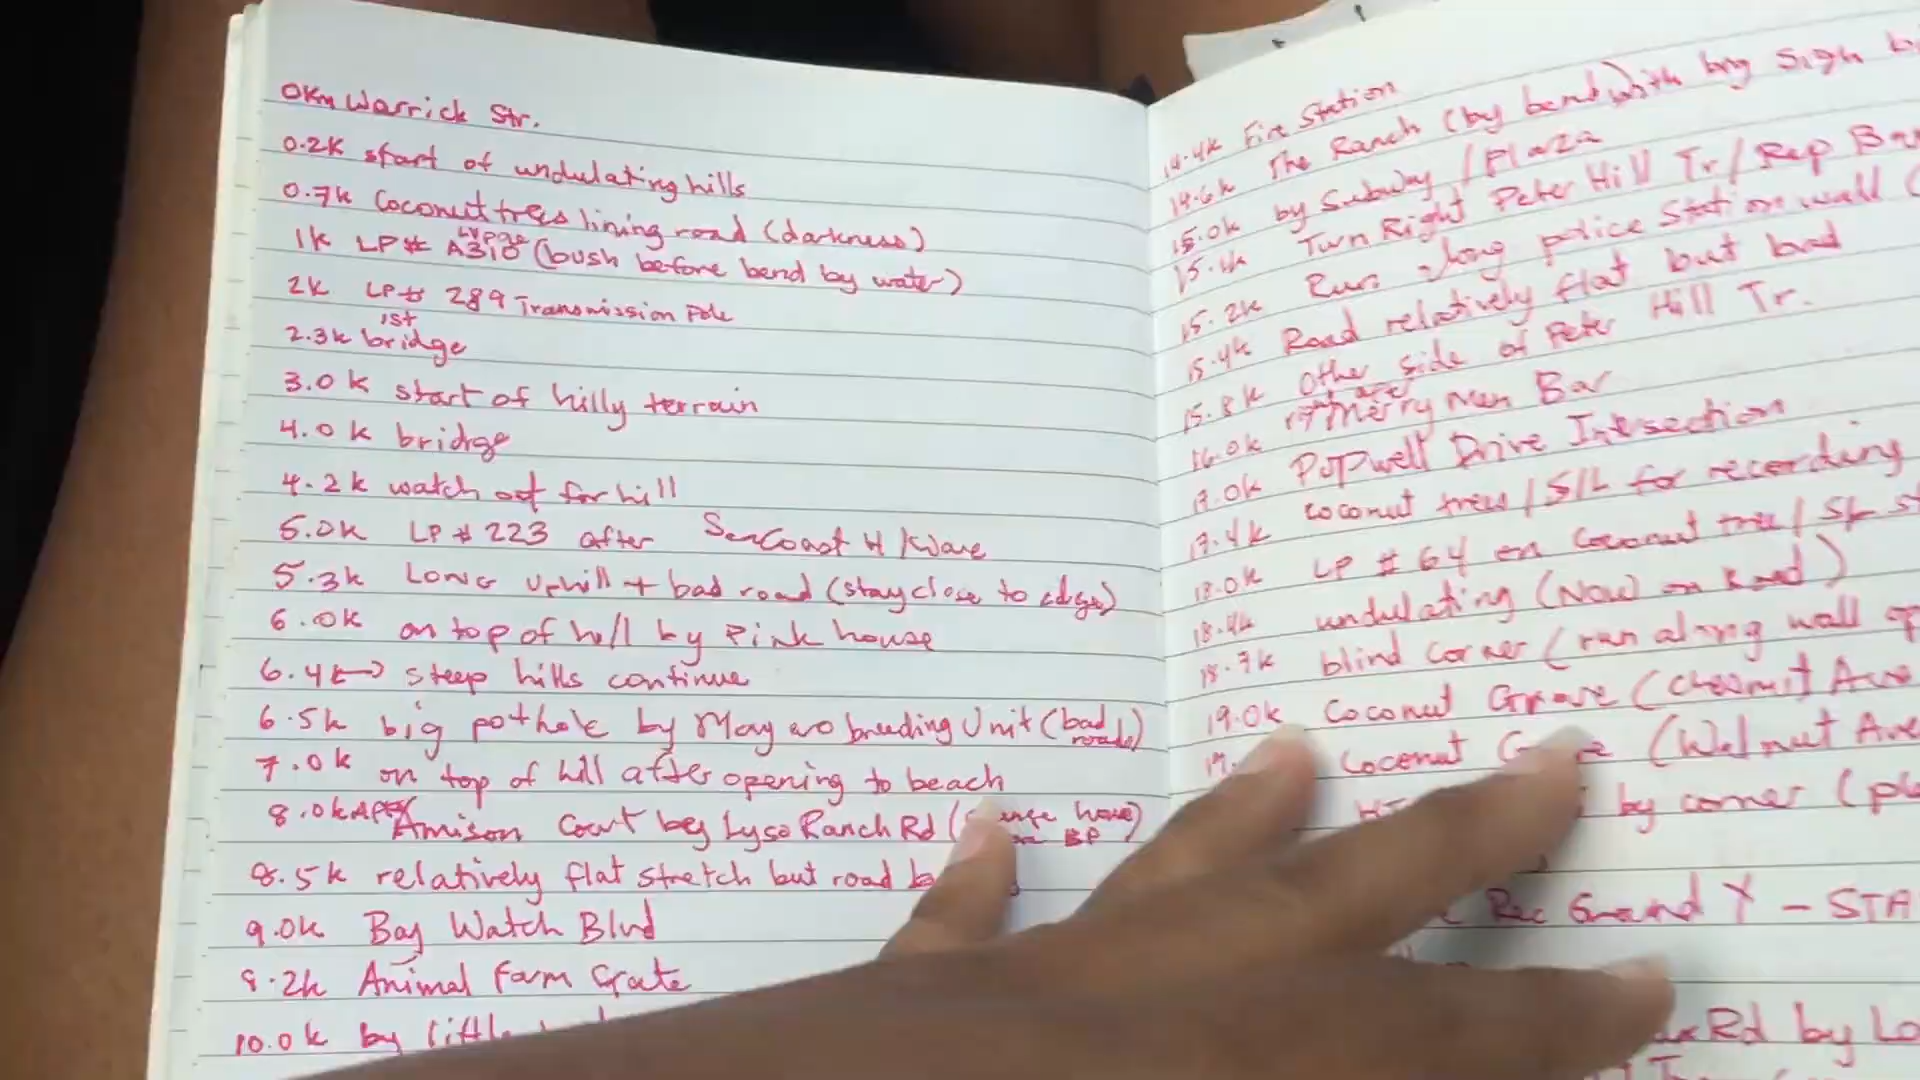 0Km Warrick Str.
0.2K start of undulating hills
0.7k Coconut trees lining road (darkness)
1k LP# A310 (bush before bend by water)
2k LP# 289 Transmission Pole
2.3k 1st bridge
3.0k start of hilly terrain
4.0k bridge
4.2k watch out for hill
5.0k LP # 223 after SeaCoast H/Ware
5.3k Long uphill + bad road (stay close to edge)
6.0k on top of hill by Pink house
6.4k→ steep hills continue
6.5k big pothole by Mayaro breeding Unit (bad roads)
7.0k on top of hill after opening to beach
8.0k Court by Ranch Rd
8.5k relatively flat stretch but road
9.0k Bay Watch Blvd
9.2k Animal Farm Gate
10.0k by little
14.4k Fire Station
14.6k The Ranch (by bend) with big Sign
15.0k by Subway / Plaza
15.1k Turn Right Peter Hill Tr / Rep
15.2k Run along police Station wall (
15.4k Road relatively flat but bad
15.8k Other side of Peter Hill Tr.
16.0k Merry Men Bar
17.0k Popwell Drive Intersection
17.4k coconut trees / S/L for recording
18.0k LP # 64 on coconut tree /
18.4k undulating (Now on Road)
18.7k blind corner (run along wall
19.0k Coconut Grove (
Coconut (Walnut Ave
by corner (
Rec Ground
Rd by